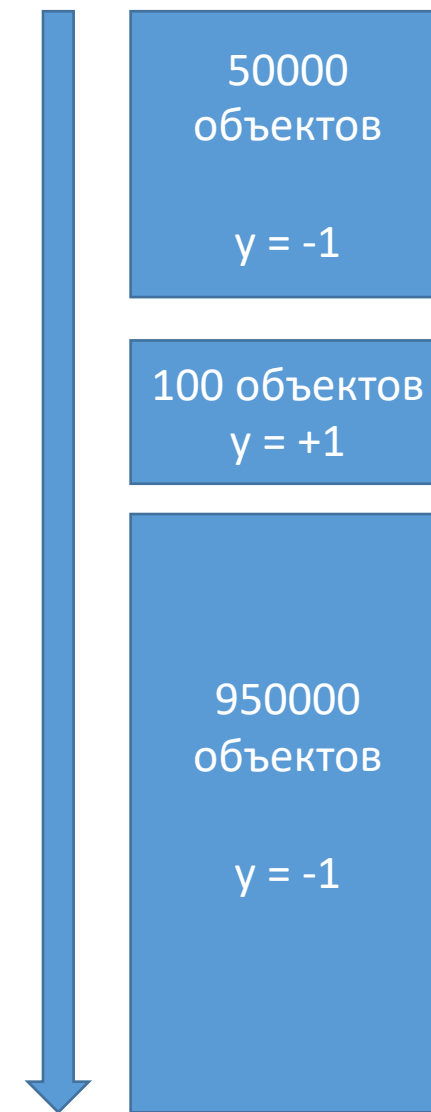 50000
объектов
y = -1
100 объектов
y = +1
950000
объектов
y = -1